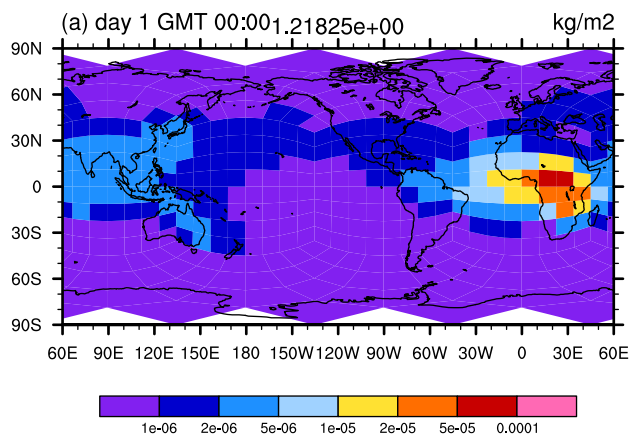 (a) day 1 GMT 00:00 1.21825e+00 kg/m2
90N
60N
30N
0
30S
60S
90S
60E 90E 120E 150E 180 150W 120W 90W 60W 30W 0 30E 60E
1e-06 2e-06 5e-06 1e-05 2e-05 5e-05 0.0001